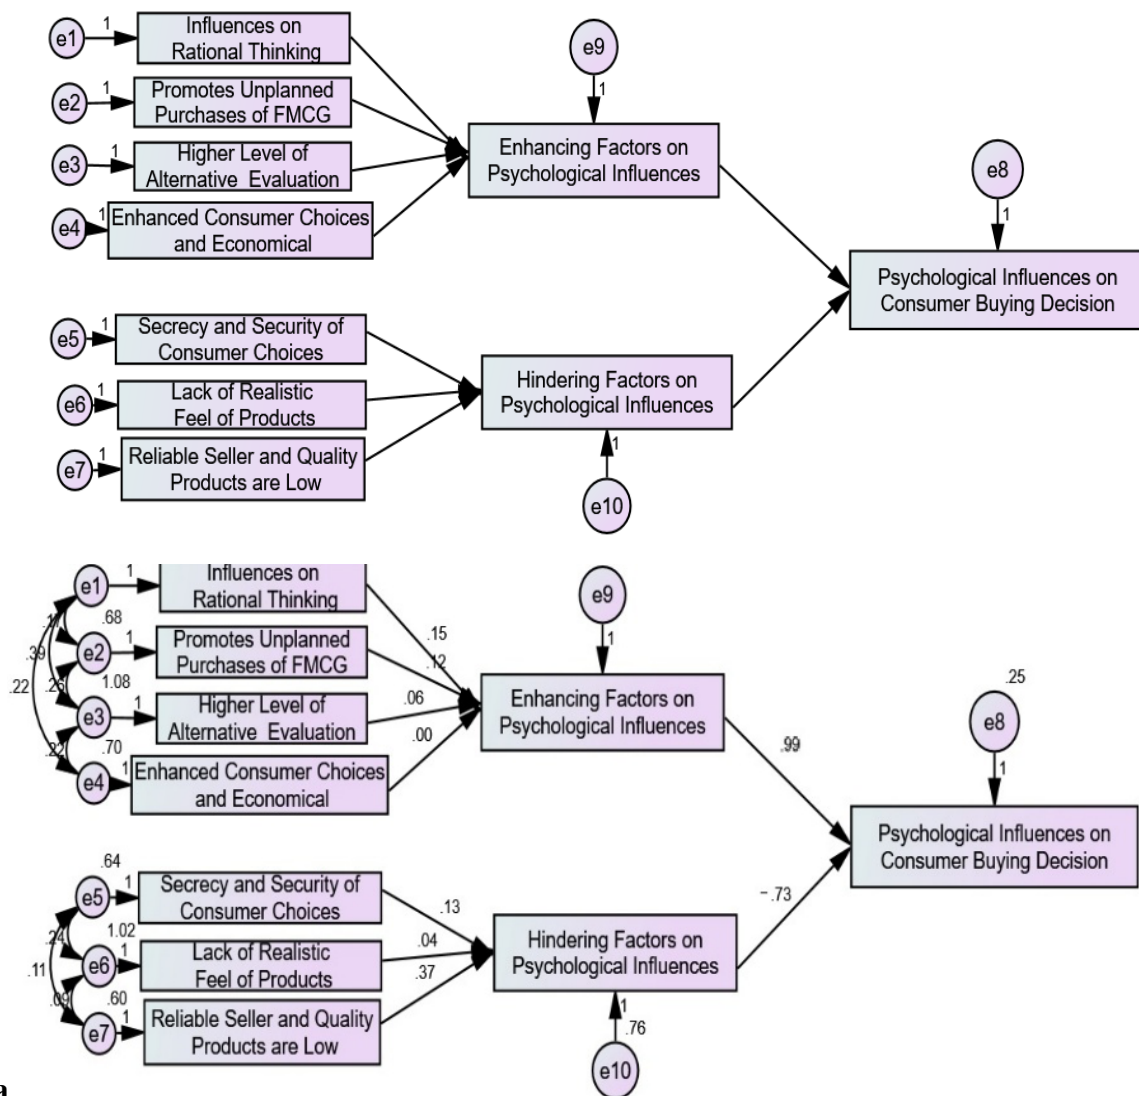 e1
1
Influences on
Rational Thinking
e2
1
Promotes Unplanned
Purchases of FMCG
e3
1
Higher Level of
Alternative Evaluation
e4
1
Enhanced Consumer Choices
and Economical
e9
1
Enhancing Factors on
Psychological Influences
e8
1
Psychological Influences on
Consumer Buying Decision
e5
1
Secrecy and Security of
Consumer Choices
e6
1
Lack of Realistic
Feel of Products
e7
1
Reliable Seller and Quality
Products are Low
Hindering Factors on
Psychological Influences
1
e10
e1
1
Influences on
Rational Thinking
.68
e2
1
Promotes Unplanned
Purchases of FMCG
.39
.22
1.08
e3
1
Higher Level of
Alternative Evaluation
.70
e4
1
Enhanced Consumer Choices
and Economical
.15
.12
.06
.00
e9
1
Enhancing Factors on
Psychological Influences
.99
.25
e8
1
Psychological Influences on
Consumer Buying Decision
-.73
.64
e5
1
Secrecy and Security of
Consumer Choices
.24
1.02
e6
1
Lack of Realistic
Feel of Products
.11
.09
.60
e7
1
Reliable Seller and Quality
Products are Low
.13
.04
.37
Hindering Factors on
Psychological Influences
1
.76
e10